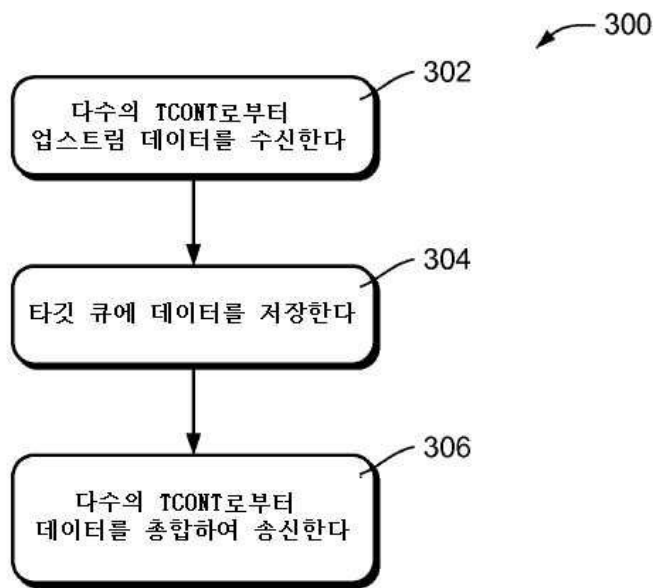 300
302
다수의 TCONT로부터
업스트림 데이터를 수신한다
304
타깃 큐에 데이터를 저장한다
306
다수의 TCONT로부터
데이터를 총합하여 송신한다